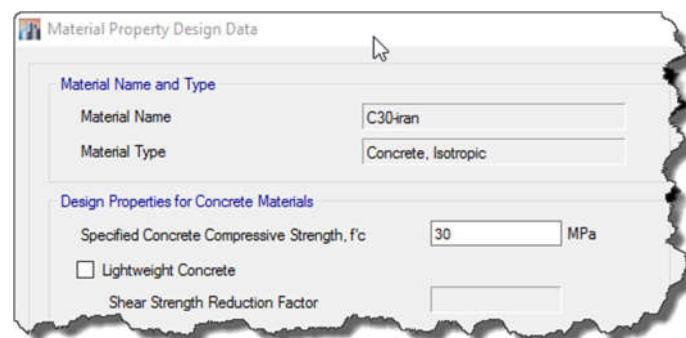 Material Property Design Data
Material Name and Type
Material Name C30-iran
Material Type Concrete, Isotropic
Design Properties for Concrete Materials
Specified Concrete Compressive Strength, f'c 30 MPa
Lightweight Concrete
Shear Strength Reduction Factor